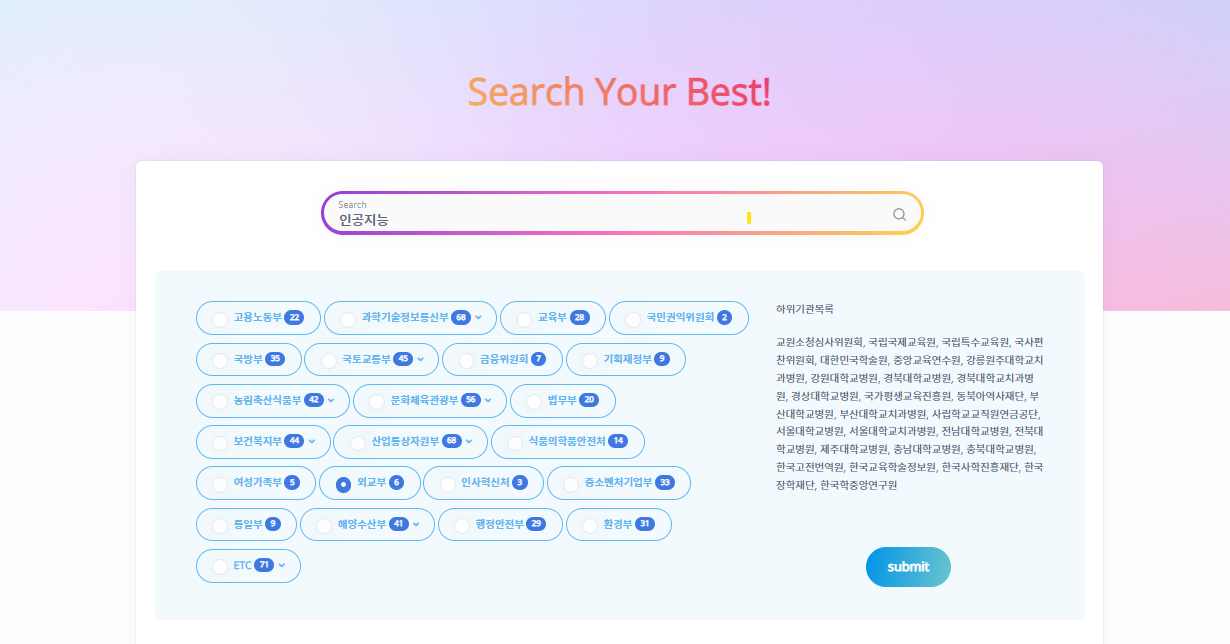 Search Your Best!
Search
인공지능
고용노동부 22 과학기술정보통신부 68 교육부 28 국민권익위원회 2
국방부 35 국토교통부 45 금융위원회 7 기획재정부 9
농림축산식품부 42 문화체육관광부 56 법무부 20
보건복지부 44 산업통상자원부 68 식품의학품안전처 14
여성가족부 5 외교부 6 인사혁신처 3 중소벤처기업부 33
통일부 9 해양수산부 41 행정안전부 29 환경부 31
ETC 71
하위기관목록
교원소청심사위원회, 국립국제교육원, 국립특수교육원, 국사편
찬위원회, 대한민국학술원, 중앙교육연수원, 강릉원주대학교치
과병원, 강원대학교병원, 경북대학교병원, 경북대학교치과병
원, 경상대학교병원, 국가평생교육진흥원, 동북아역사재단, 부
산대학교병원, 부산대학교치과병원, 사립학교교직원연금공단,
서울대학교병원, 서울대학교치과병원, 전남대학교병원, 전북대
학교병원, 제주대학교병원, 충남대학교병원, 충북대학교병원,
한국고전번역원, 한국교육학술정보원, 한국사학진흥재단, 한국
장학재단, 한국학중앙연구원
submit